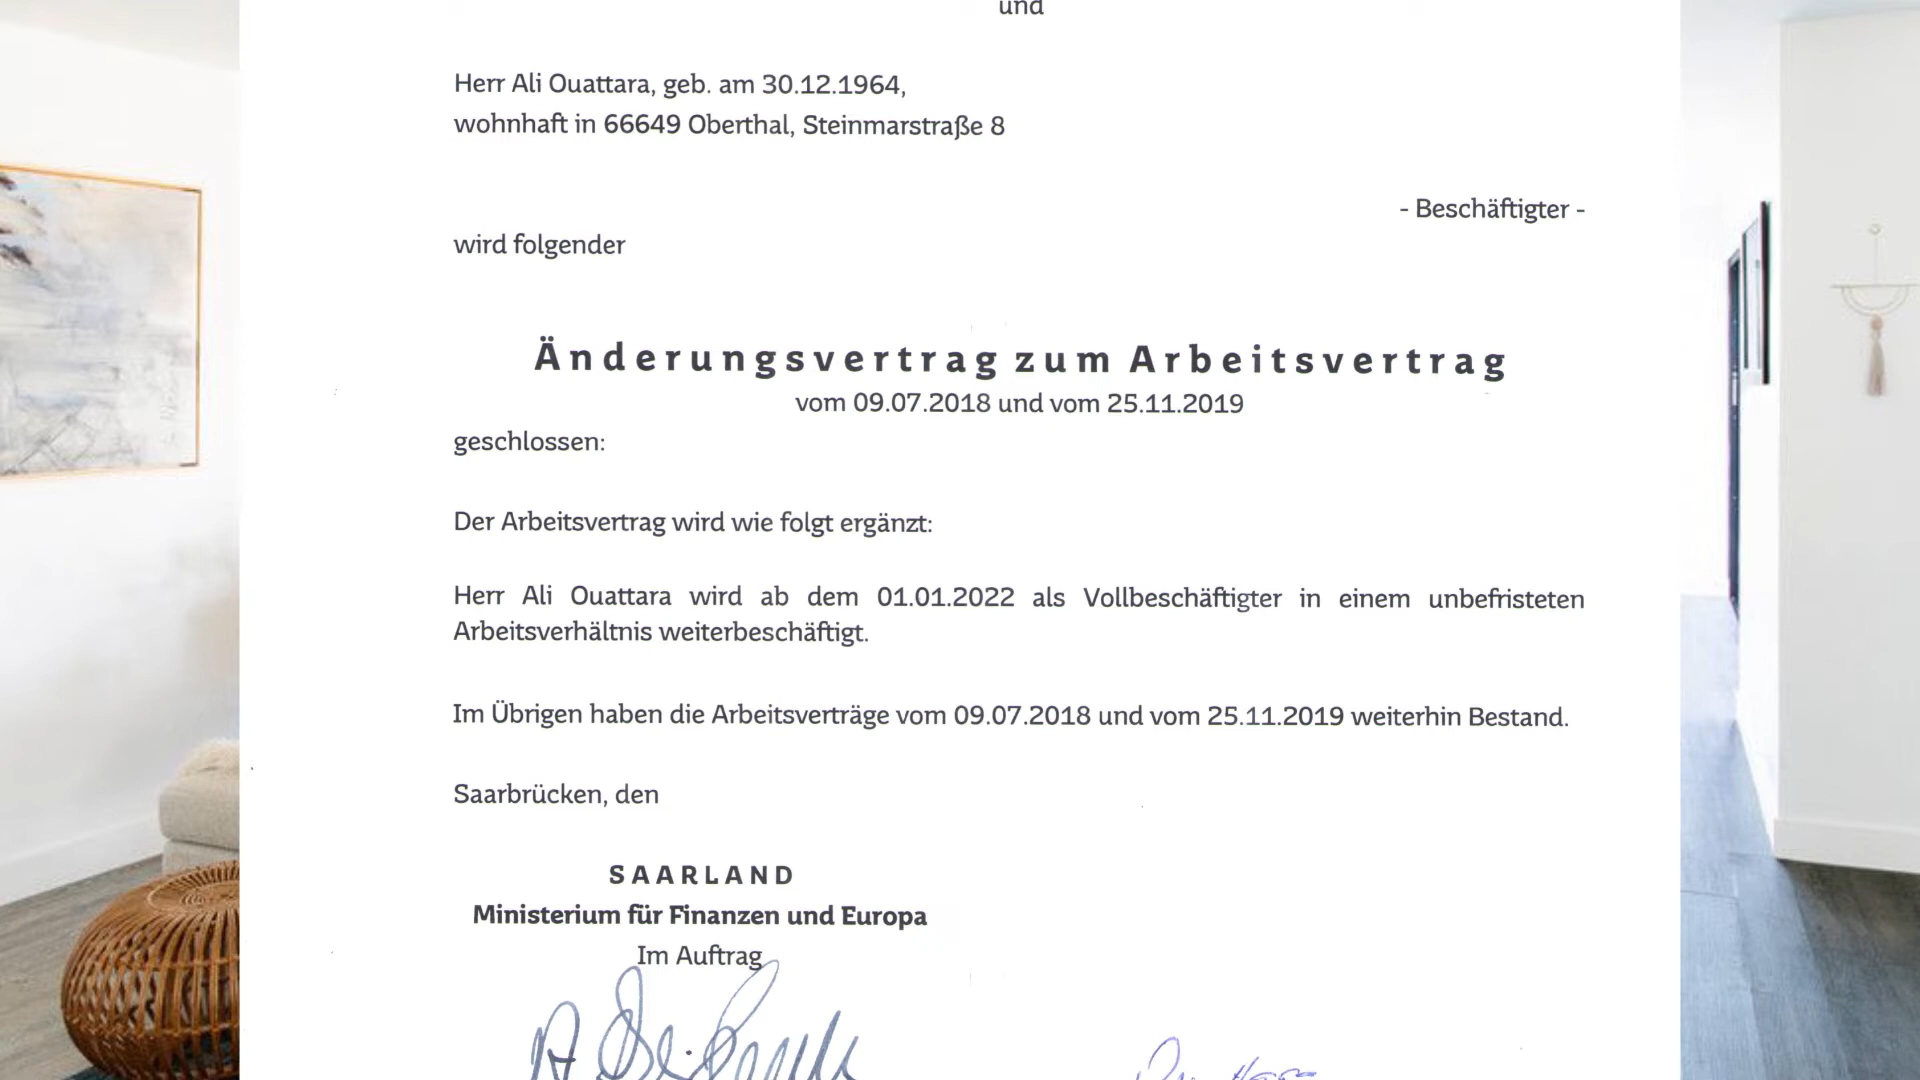 und
Herr Ali Ouattara, geb. am 30.12.1964,
wohnhaft in 66649 Oberthal, Steinmarstraße 8
- Beschäftigter -
wird folgender
Änderungsvertrag zum Arbeitsvertrag
vom 09.07.2018 und vom 25.11.2019
geschlossen:
Der Arbeitsvertrag wird wie folgt ergänzt:
Herr Ali Ouattara wird ab dem 01.01.2022 als Vollbeschäftigter in einem unbefristeten
Arbeitsverhältnis weiterbeschäftigt.
Im Übrigen haben die Arbeitsverträge vom 09.07.2018 und vom 25.11.2019 weiterhin Bestand.
Saarbrücken, den
SAARLAND
Ministerium für Finanzen und Europa
Im Auftrag